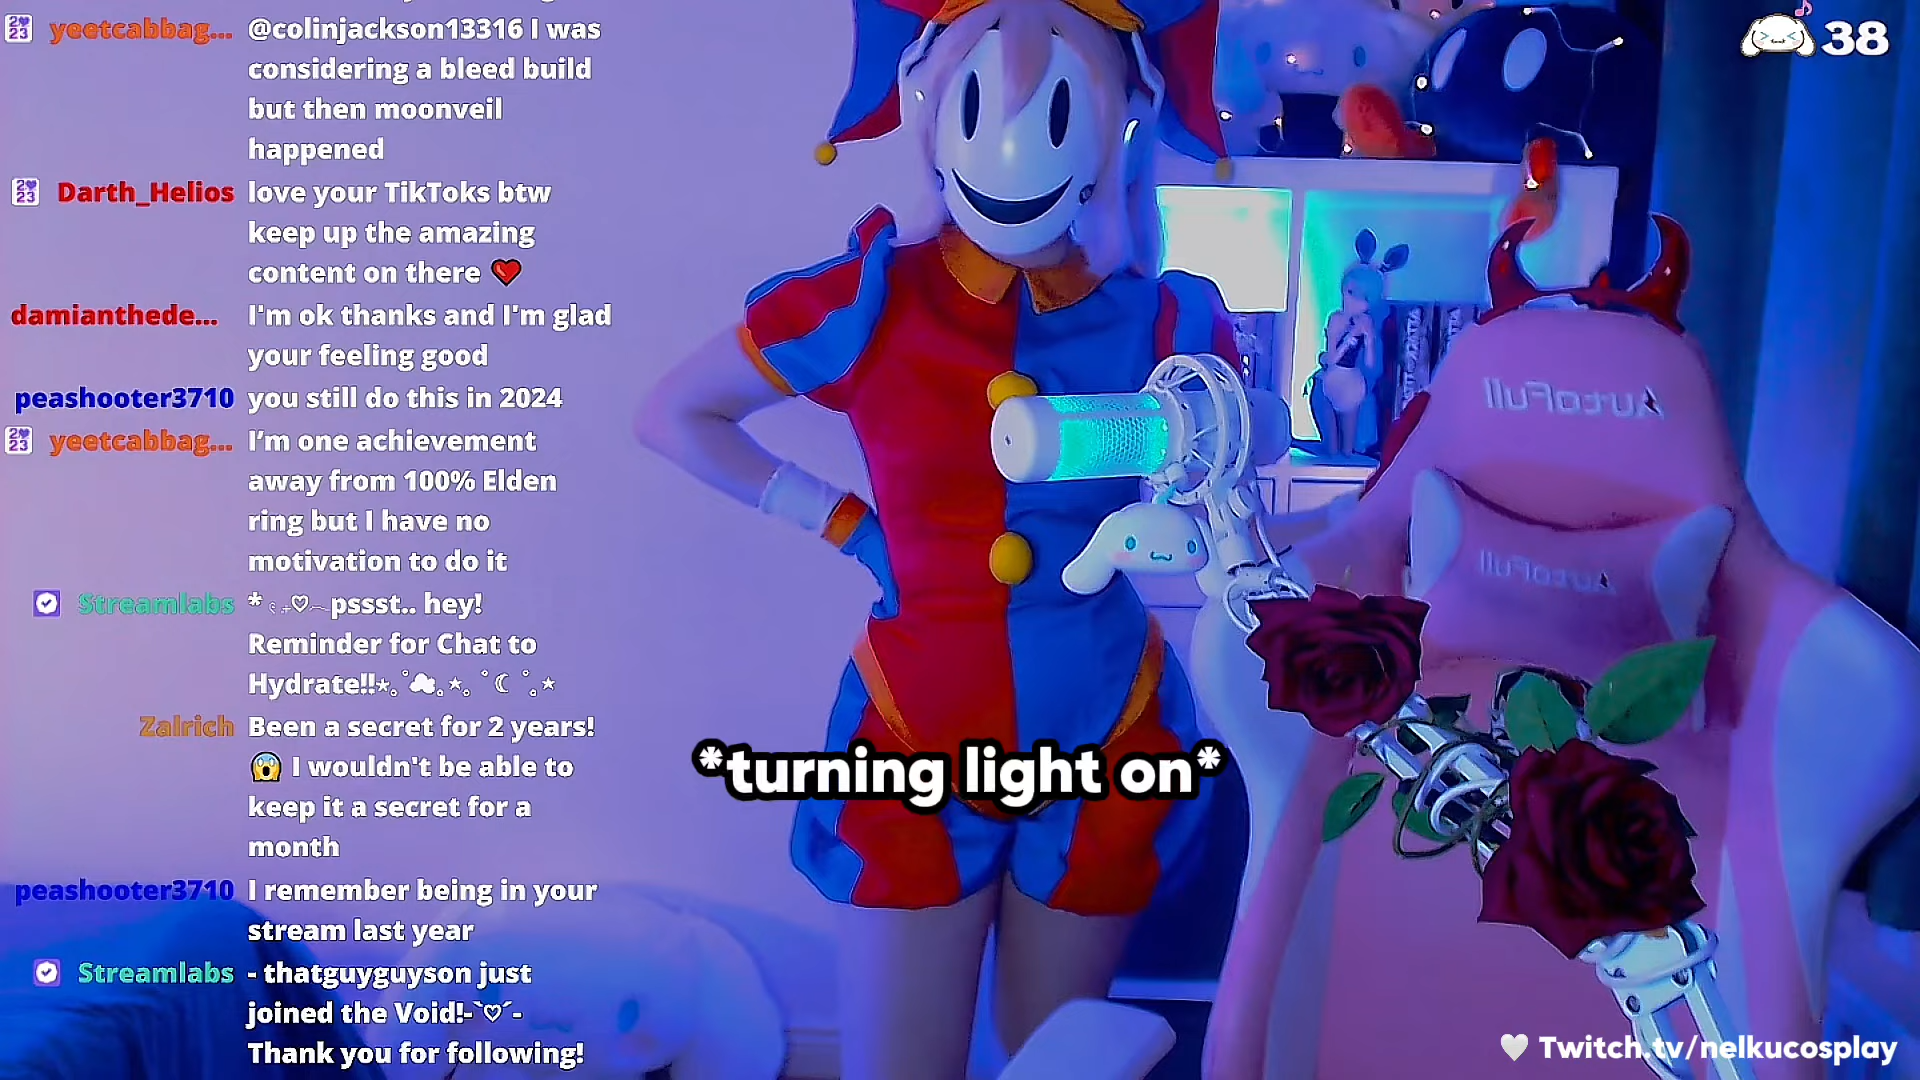 yeetcabbag... @colinjackson13316 I was
considering a bleed build
but then moonveil
happened
Darth_Helios love your TikToks btw
keep up the amazing
content on there
damianthede... I'm ok thanks and I'm glad
your feeling good
peashooter3710 you still do this in 2024
yeetcabbag... I’m one achievement
away from 100% Elden
ring but I have no
motivation to do it
Streamlabs * pssst.. hey!
Reminder for Chat to
Hydrate!!
Zalrich Been a secret for 2 years!
I wouldn't be able to
keep it a secret for a
month
peashooter3710 I remember being in your
stream last year
Streamlabs - thatguyguyson just
joined the Void!-`♡´-
Thank you for following!
38
AutoFull
AutoFull
*turning light on*
Twitch.tv/nelkucosplay